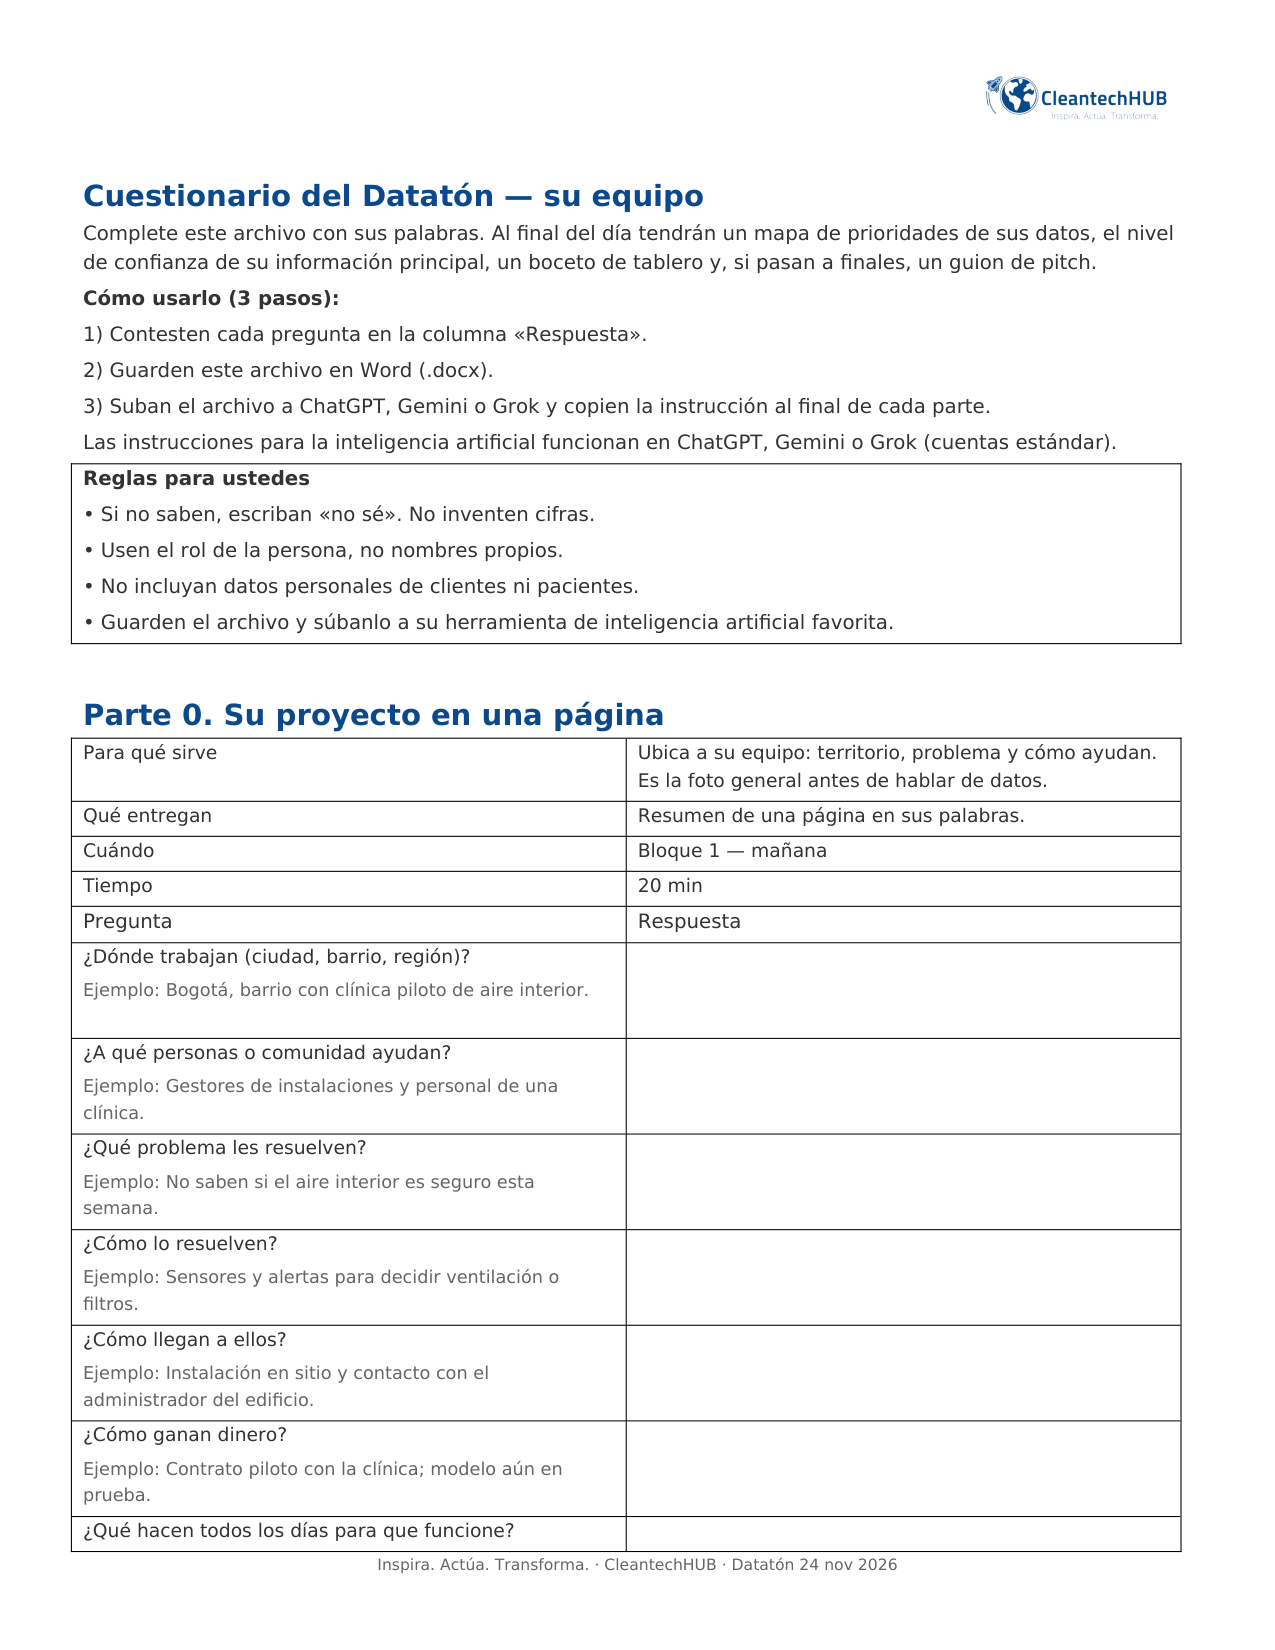 CleantechHUB
Inspira. Actúa. Transforma.
Cuestionario del Datatón — su equipo
Complete este archivo con sus palabras. Al final del día tendrán un mapa de prioridades de sus datos, el nivel
de confianza de su información principal, un boceto de tablero y, si pasan a finales, un guion de pitch.
Cómo usarlo (3 pasos):
1) Contesten cada pregunta en la columna «Respuesta».
2) Guarden este archivo en Word (.docx).
3) Suban el archivo a ChatGPT, Gemini o Grok y copien la instrucción al final de cada parte.
Las instrucciones para la inteligencia artificial funcionan en ChatGPT, Gemini o Grok (cuentas estándar).
Reglas para ustedes
• Si no saben, escriban «no sé». No inventen cifras.
• Usen el rol de la persona, no nombres propios.
• No incluyan datos personales de clientes ni pacientes.
• Guarden el archivo y súbanlo a su herramienta de inteligencia artificial favorita.
Parte 0. Su proyecto en una página
Para qué sirve
Ubica a su equipo: territorio, problema y cómo ayudan.
Es la foto general antes de hablar de datos.
Qué entregan
Resumen de una página en sus palabras.
Cuándo
Bloque 1 — mañana
Tiempo
20 min
Pregunta
Respuesta
¿Dónde trabajan (ciudad, barrio, región)?
Ejemplo: Bogotá, barrio con clínica piloto de aire interior.
¿A qué personas o comunidad ayudan?
Ejemplo: Gestores de instalaciones y personal de una
clínica.
¿Qué problema les resuelven?
Ejemplo: No saben si el aire interior es seguro esta
semana.
¿Cómo lo resuelven?
Ejemplo: Sensores y alertas para decidir ventilación o
filtros.
¿Cómo llegan a ellos?
Ejemplo: Instalación en sitio y contacto con el
administrador del edificio.
¿Cómo ganan dinero?
Ejemplo: Contrato piloto con la clínica; modelo aún en
prueba.
¿Qué hacen todos los días para que funcione?
Inspira. Actúa. Transforma. · CleantechHUB · Datatón 24 nov 2026